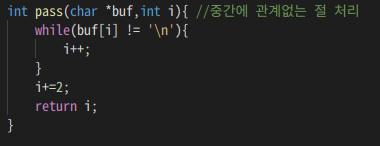 int pass(char *buf,int i){ //중간에 관계없는 절 처리
    while(buf[i] != '\n'){
        i++;
    }
    i+=2;
    return i;
}